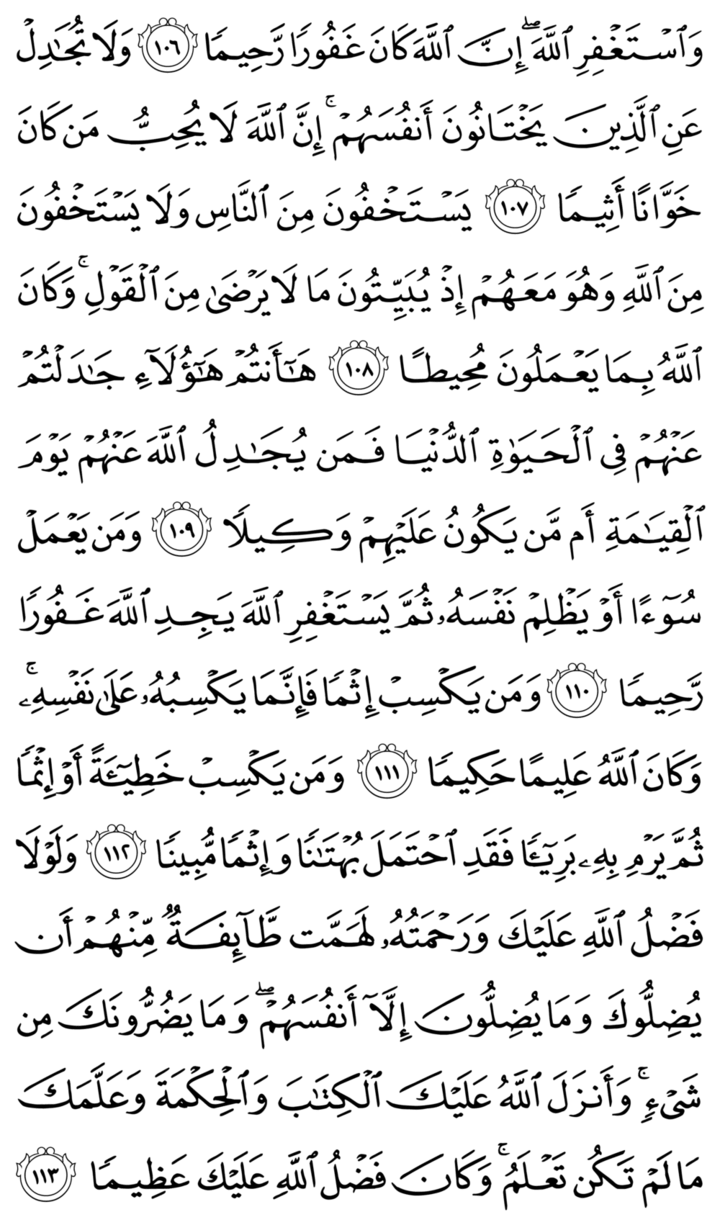 وَٱسۡتَغۡفِرِ ٱللَّهَۖ إِنَّ ٱللَّهَ كَانَ غَفُورٗا رَّحِيمٗا ١٠٦ وَلَا تُجَٰدِلۡ
عَنِ ٱلَّذِينَ يَخۡتَانُونَ أَنفُسَهُمۡۚ إِنَّ ٱللَّهَ لَا يُحِبُّ مَن كَانَ
خَوَّانًا أَثِيمٗا ١٠٧ يَسۡتَخۡفُونَ مِنَ ٱلنَّاسِ وَلَا يَسۡتَخۡفُونَ
مِنَ ٱللَّهِ وَهُوَ مَعَهُمۡ إِذۡ يُبَيِّتُونَ مَا لَا يَرۡضَىٰ مِنَ ٱلۡقَوۡلِۚ وَكَانَ
ٱللَّهُ بِمَا يَعۡمَلُونَ مُحِيطًا ١٠٨ هَٰٓأَنتُمۡ هَٰٓؤُلَآءِ جَٰدَلۡتُمۡ
عَنۡهُمۡ فِي ٱلۡحَيَوٰةِ ٱلدُّنۡيَا فَمَن يُجَٰدِلُ ٱللَّهَ عَنۡهُمۡ يَوۡمَ
ٱلۡقِيَٰمَةِ أَم مَّن يَكُونُ عَلَيۡهِمۡ وَكِيلٗا ١٠٩ وَمَن يَعۡمَلۡ
سُوٓءًا أَوۡ يَظۡلِمۡ نَفۡسَهُۥ ثُمَّ يَسۡتَغۡفِرِ ٱللَّهَ يَجِدِ ٱللَّهَ غَفُورٗا
رَّحِيمٗا ١١٠ وَمَن يَكۡسِبۡ إِثۡمٗا فَإِنَّمَا يَكۡسِبُهُۥ عَلَىٰ نَفۡسِهِۦۚ
وَكَانَ ٱللَّهُ عَلِيمًا حَكِيمٗا ١١١ وَمَن يَكۡسِبۡ خَطِيٓـَٔةً أَوۡ إِثۡمٗا
ثُمَّ يَرۡمِ بِهِۦ بَرِيٓـٔٗا فَقَدِ ٱحۡتَمَلَ بُهۡتَٰنٗا وَإِثۡمٗا مُّبِينٗا ١١٢ وَلَوۡلَا
فَضۡلُ ٱللَّهِ عَلَيۡكَ وَرَحۡمَتُهُۥ لَهَمَّت طَّآئِفَةٞ مِّنۡهُمۡ أَن
يُضِلُّوكَ وَمَا يُضِلُّونَ إِلَّآ أَنفُسَهُمۡۖ وَمَا يَضُرُّونَكَ مِن
شَيۡءٖۚ وَأَنزَلَ ٱللَّهُ عَلَيۡكَ ٱلۡكِتَٰبَ وَٱلۡحِكۡمَةَ وَعَلَّمَكَ
مَا لَمۡ تَكُن تَعۡلَمُۚ وَكَانَ فَضۡلُ ٱللَّهِ عَلَيۡكَ عَظِيمٗا ١١٣